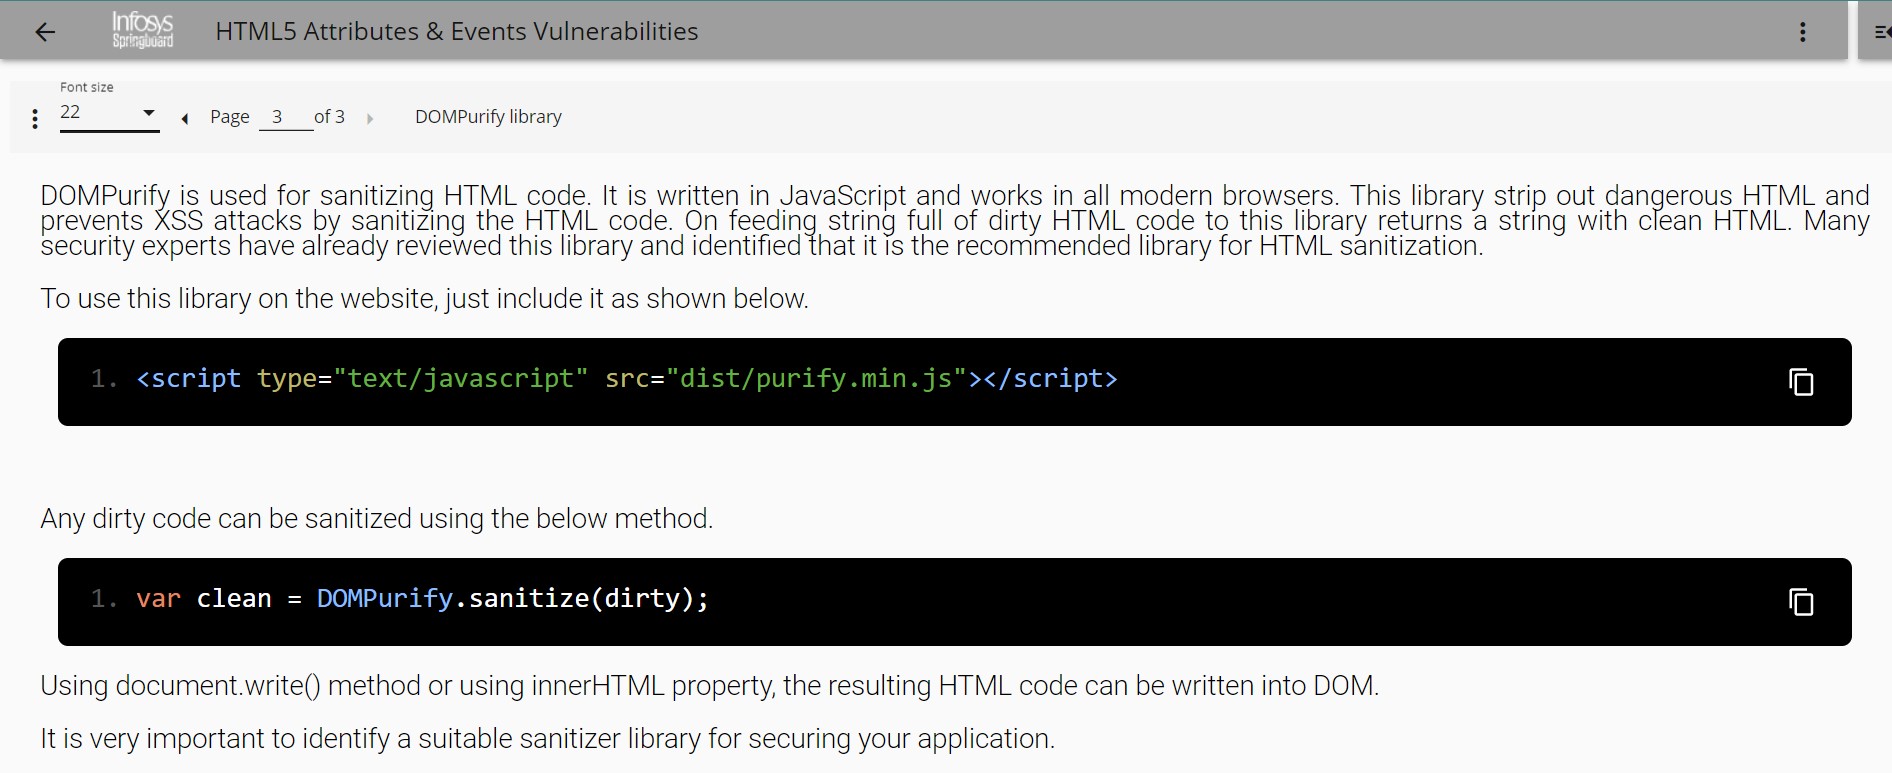 Infosys
Springboard
HTML5 Attributes & Events Vulnerabilities
Font size
22
Page 3 of 3
DOMPurify library
DOMPurify is used for sanitizing HTML code. It is written in JavaScript and works in all modern browsers. This library strip out dangerous HTML and
prevents XSS attacks by sanitizing the HTML code. On feeding string full of dirty HTML code to this library returns a string with clean HTML. Many
security experts have already reviewed this library and identified that it is the recommended library for HTML sanitization.
To use this library on the website, just include it as shown below.
1. <script type="text/javascript" src="dist/purify.min.js"></script>
Any dirty code can be sanitized using the below method.
1. var clean = DOMPurify.sanitize(dirty);
Using document.write() method or using innerHTML property, the resulting HTML code can be written into DOM.
It is very important to identify a suitable sanitizer library for securing your application.